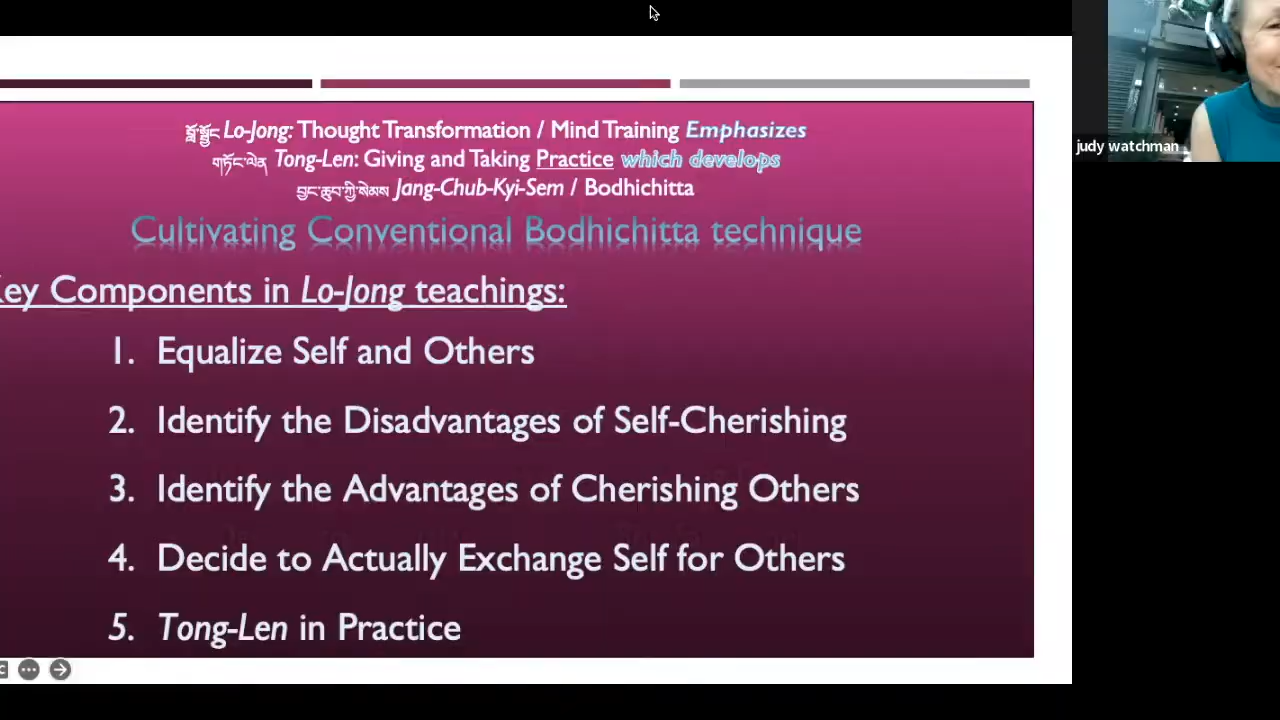 བློ་སྦྱོང Lo-Jong: Thought Transformation / Mind Training Emphasizes
གཏོང་ལེན Tong-Len: Giving and Taking Practice which develops
བྱང་ཆུབ་ཀྱི་སེམས Jang-Chub-Kyi-Sem / Bodhichitta
Cultivating Conventional Bodhichitta technique
Key Components in Lo-Jong teachings:
1. Equalize Self and Others
2. Identify the Disadvantages of Self-Cherishing
3. Identify the Advantages of Cherishing Others
4. Decide to Actually Exchange Self for Others
5. Tong-Len in Practice
judy watchman